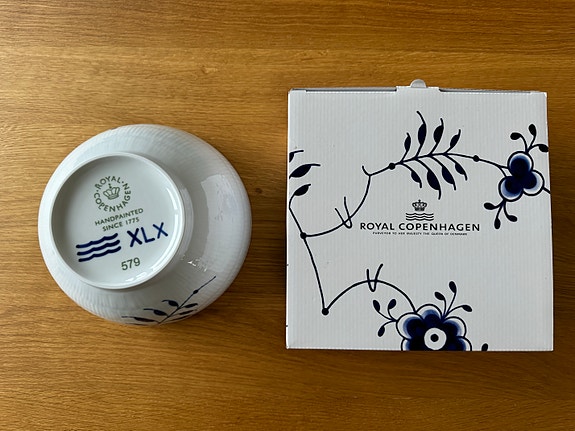 ROYAL COPENHAGEN
HANDPAINTED
SINCE 1775
XLX
579
ROYAL COPENHAGEN
PURVEYOR TO HER MAJESTY THE QUEEN OF DENMARK